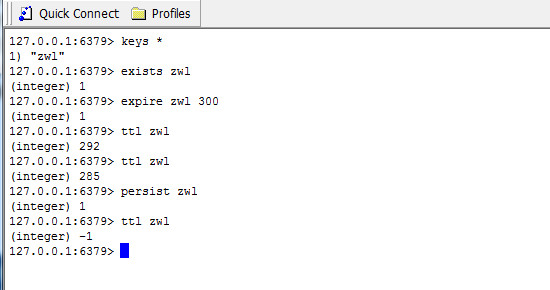 Quick Connect Profiles
127.0.0.1:6379> keys *
1) "zwl"
127.0.0.1:6379> exists zwl
(integer) 1
127.0.0.1:6379> expire zwl 300
(integer) 1
127.0.0.1:6379> ttl zwl
(integer) 292
127.0.0.1:6379> ttl zwl
(integer) 285
127.0.0.1:6379> persist zwl
(integer) 1
127.0.0.1:6379> ttl zwl
(integer) -1
127.0.0.1:6379>